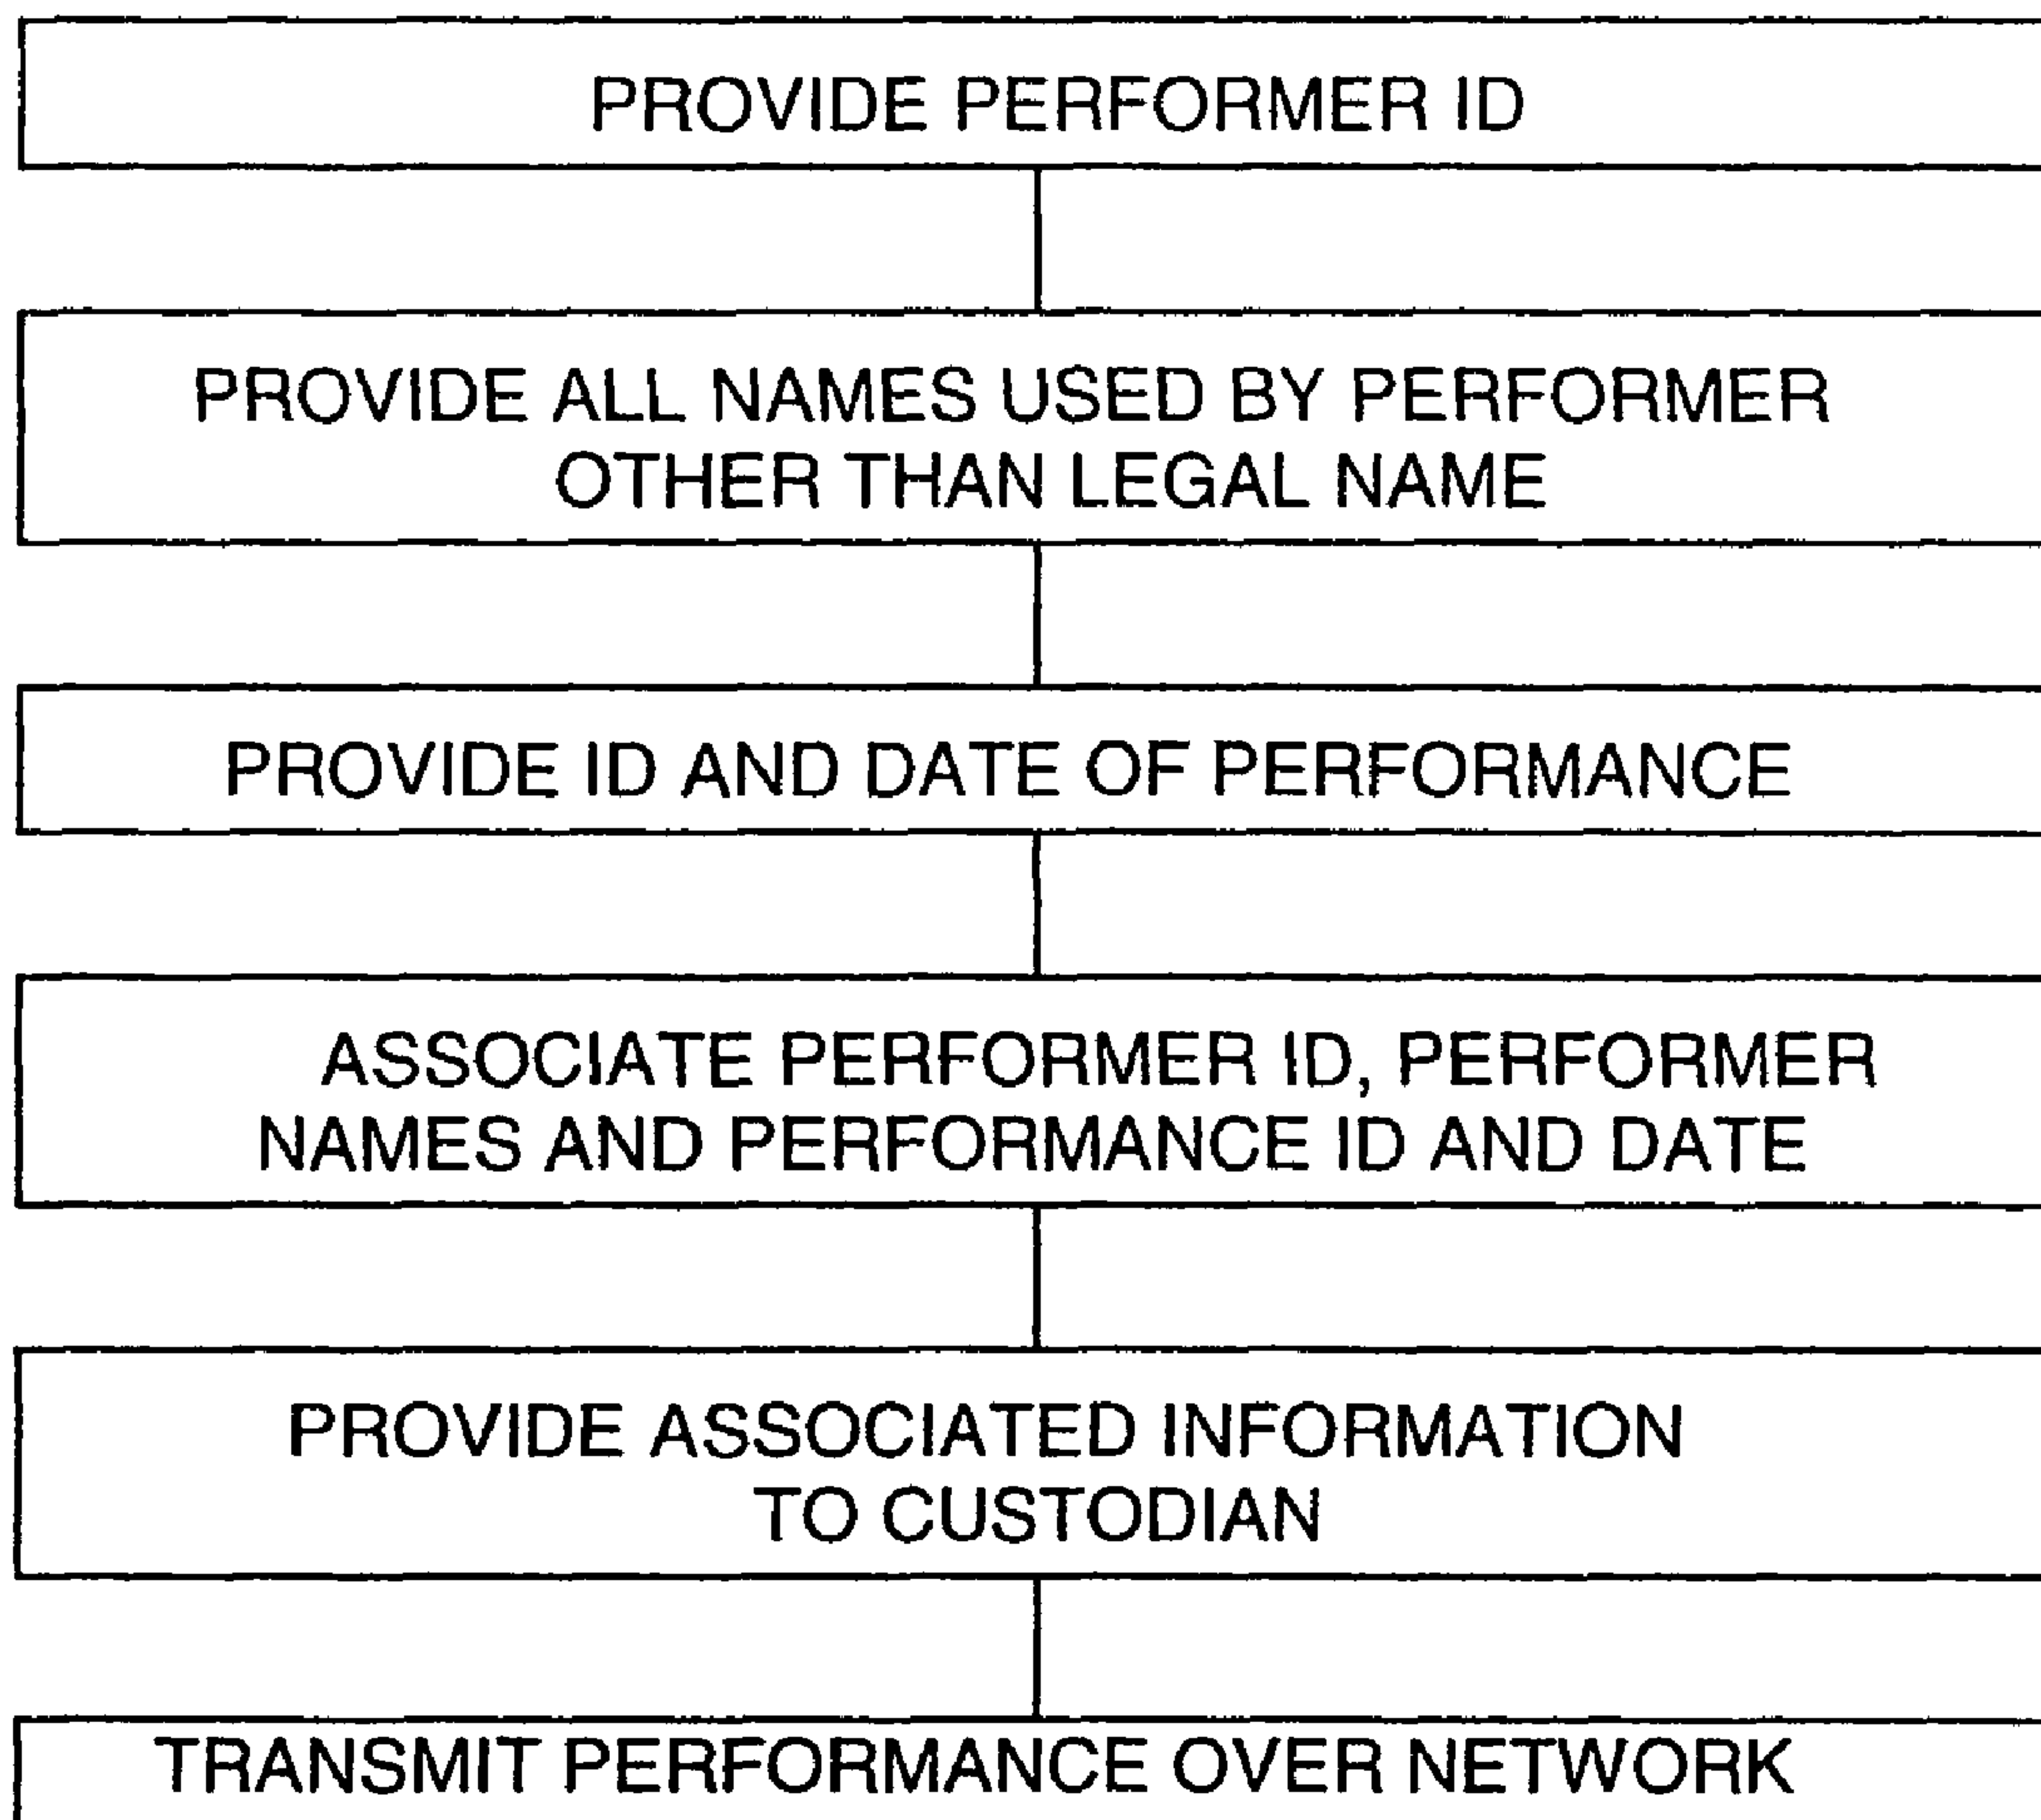 PROVIDE PERFORMER ID
PROVIDE ALL NAMES USED BY PERFORMER
OTHER THAN LEGAL NAME
PROVIDE ID AND DATE OF PERFORMANCE
ASSOCIATE PERFORMER ID, PERFORMER
NAMES AND PERFORMANCE ID AND DATE
PROVIDE ASSOCIATED INFORMATION
TO CUSTODIAN
TRANSMIT PERFORMANCE OVER NETWORK